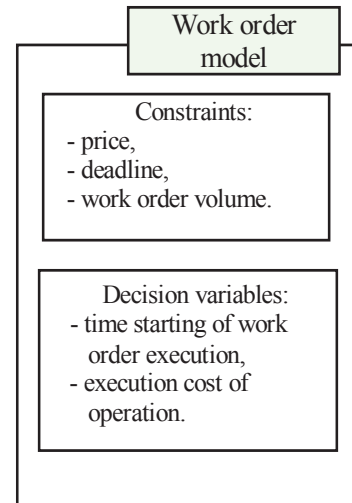 Work order
model
Constraints:
- price,
- deadline,
- work order volume.
Decision variables:
- time starting of work
order execution,
- execution cost of
operation.